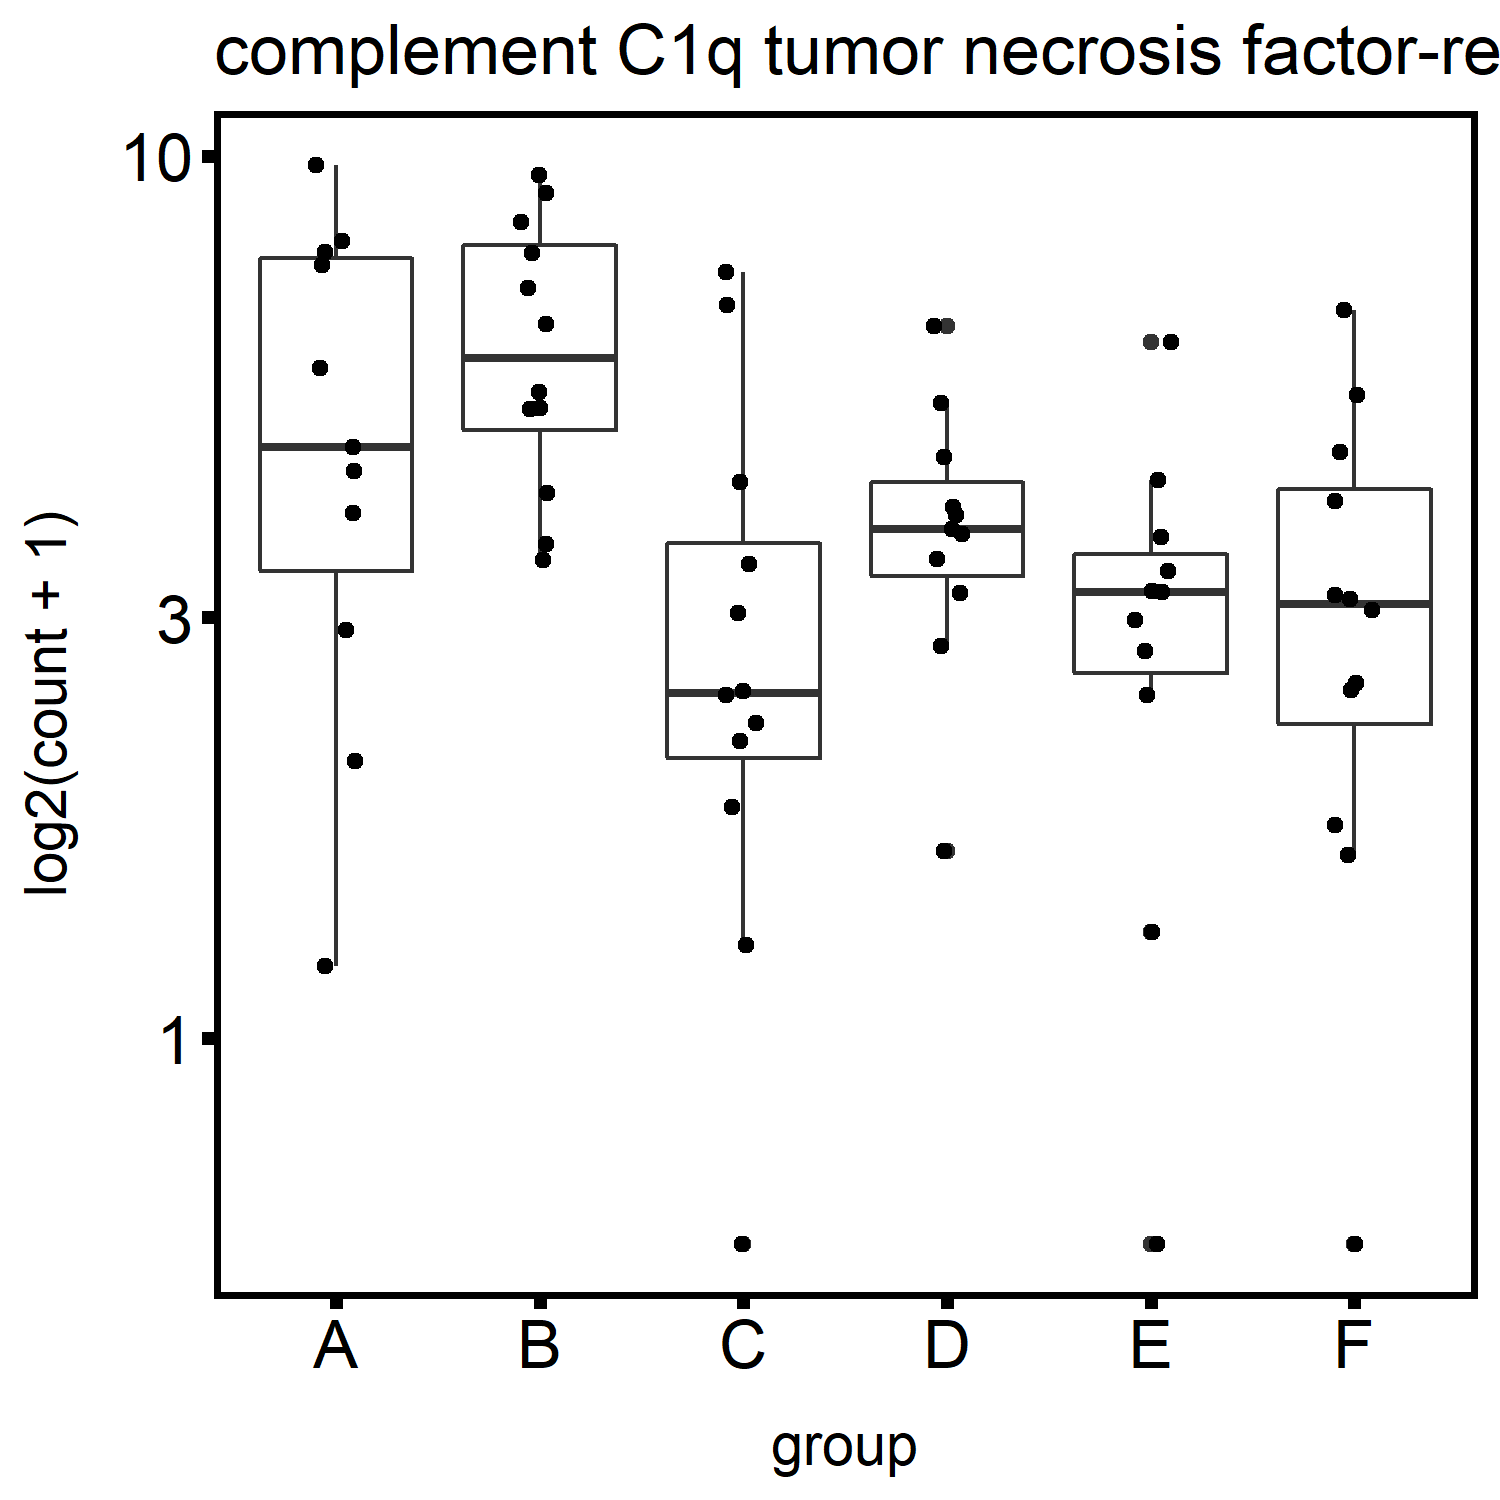 complement C1q tumor necrosis factor-re
10
3
1
log2(count + 1)
A B C D E F
group